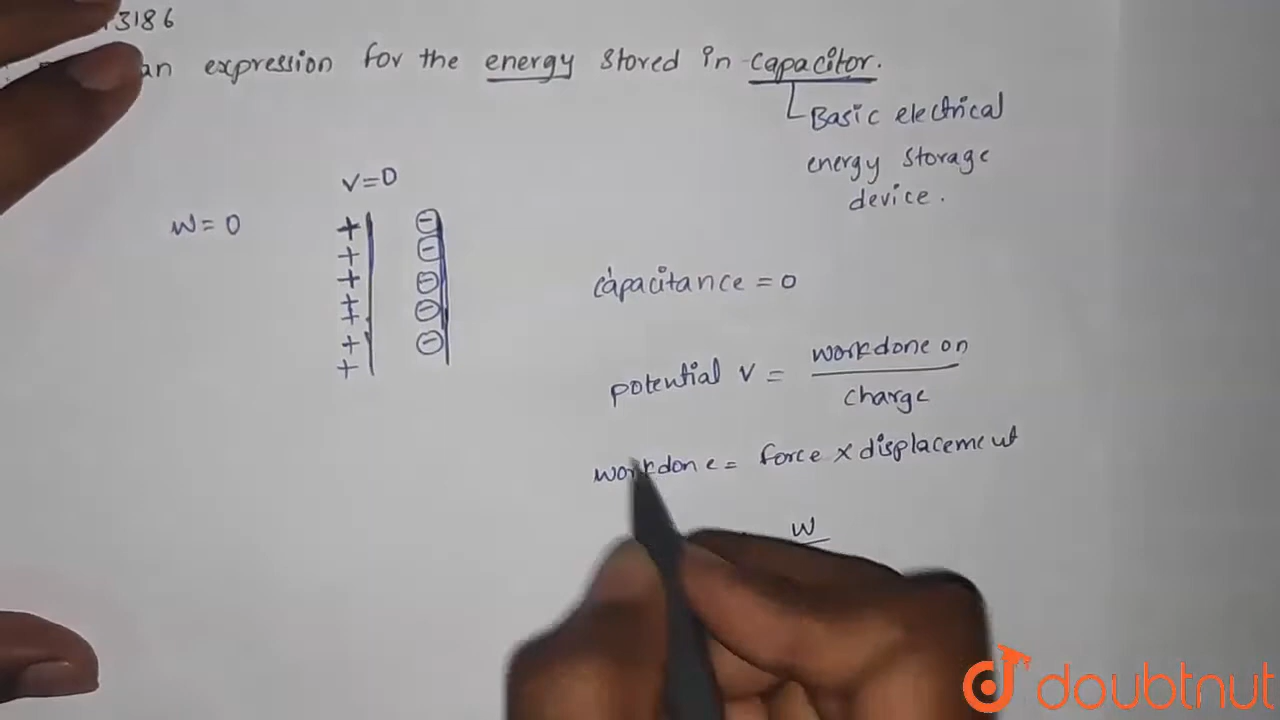 3186
an expression for the energy stored in capacitor.
Basic electrical
energy storage
device.
V=0
W=0
+ -
+ -
+ -
+ -
+
+ -
+
capacitance = 0
potential V = workdone on
charge
workdone = force × displacement
W
doubtnut